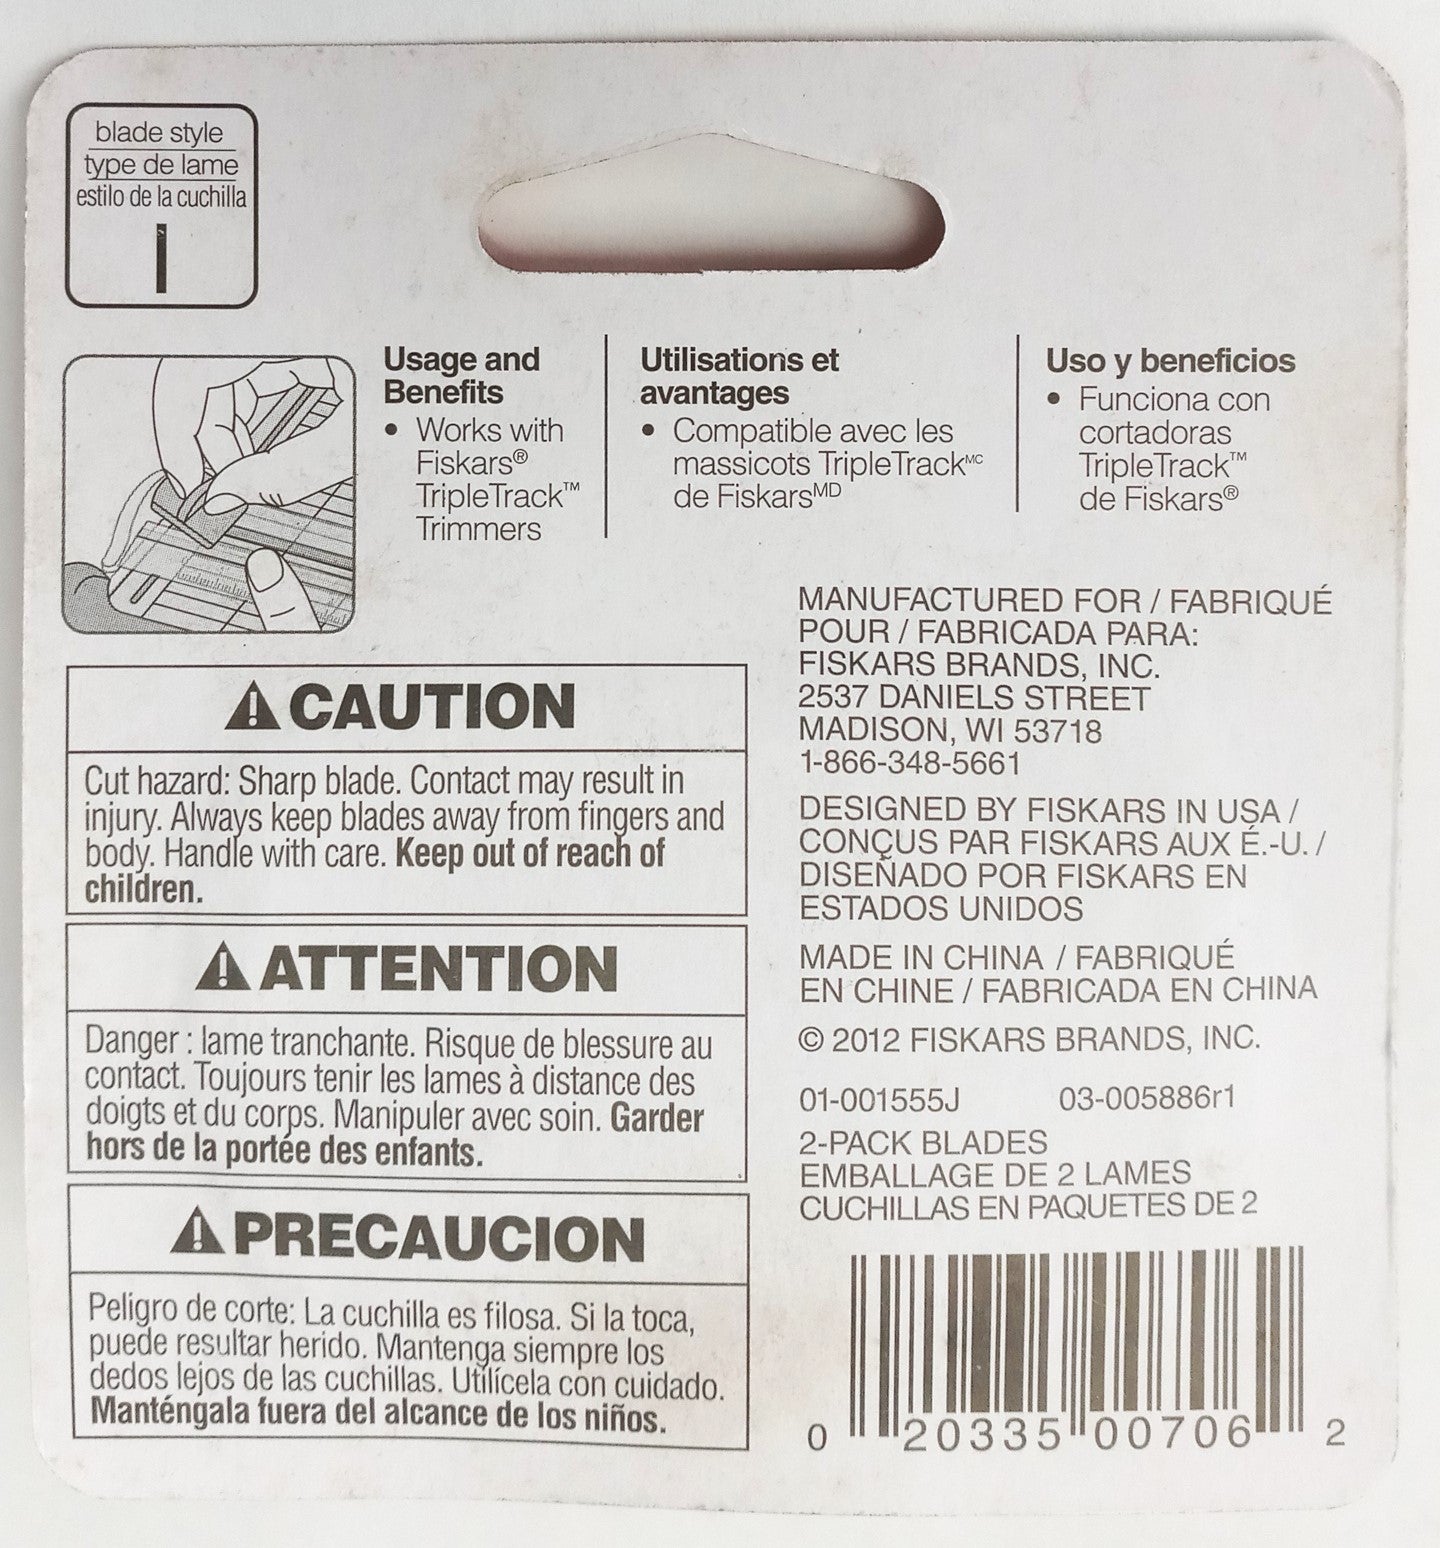 blade style
type de lame
estilo de la cuchilla
I
Usage and
Benefits
• Works with
Fiskars®
TripleTrack™
Trimmers
Utilisations et
avantages
• Compatible avec les
massicots TripleTrackMC
de FiskarsMD
Uso y beneficios
• Funciona con
cortadoras
TripleTrack™
de Fiskars®
⚠ CAUTION
Cut hazard: Sharp blade. Contact may result in
injury. Always keep blades away from fingers and
body. Handle with care. Keep out of reach of
children.
⚠ ATTENTION
Danger : lame tranchante. Risque de blessure au
contact. Toujours tenir les lames à distance des
doigts et du corps. Manipuler avec soin. Garder
hors de la portée des enfants.
⚠ PRECAUCION
Peligro de corte: La cuchilla es filosa. Si la toca,
puede resultar herido. Mantenga siempre los
dedos lejos de las cuchillas. Utilícela con cuidado.
Manténgala fuera del alcance de los niños.
MANUFACTURED FOR / FABRIQUÉ
POUR / FABRICADA PARA:
FISKARS BRANDS, INC.
2537 DANIELS STREET
MADISON, WI 53718
1-866-348-5661
DESIGNED BY FISKARS IN USA /
CONÇUS PAR FISKARS AUX É.-U. /
DISEÑADO POR FISKARS EN
ESTADOS UNIDOS
MADE IN CHINA / FABRIQUÉ
EN CHINE / FABRICADA EN CHINA
© 2012 FISKARS BRANDS, INC.
01-001555J 03-005886r1
2-PACK BLADES
EMBALLAGE DE 2 LAMES
CUCHILLAS EN PAQUETES DE 2
0 20335 00706 2